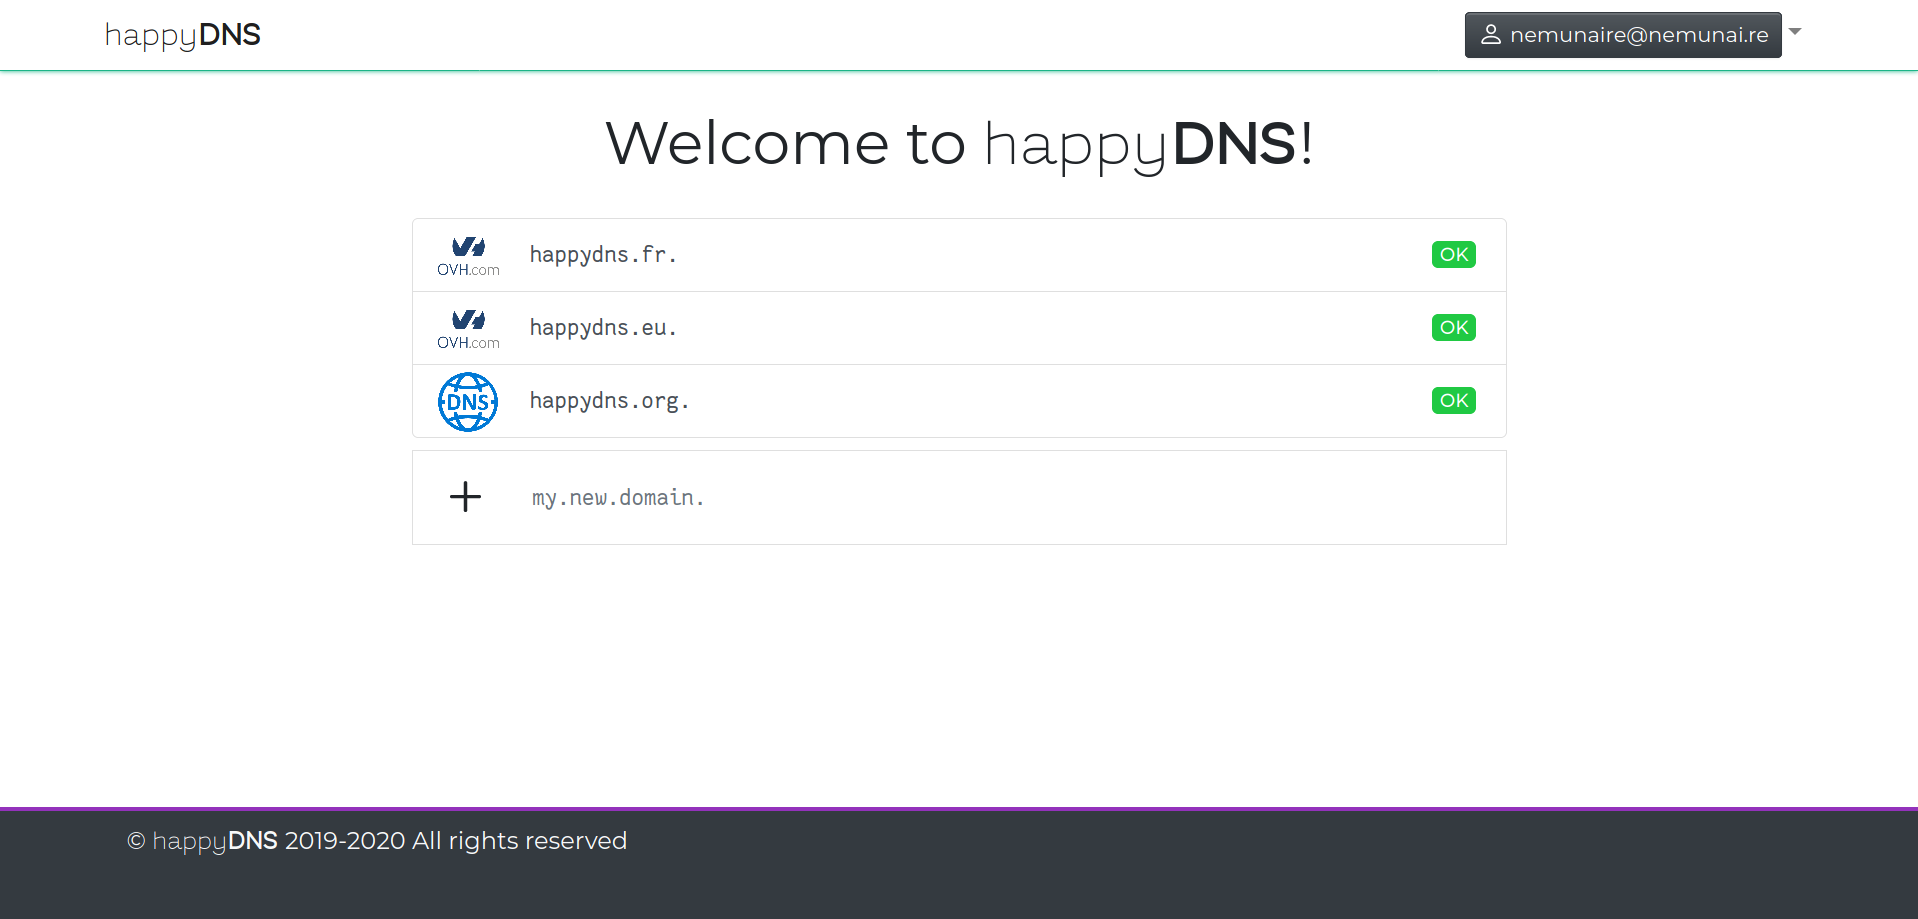 happyDNS
nemunaire@nemunai.re
Welcome to happyDNS!
OVH.com
happydns.fr.
OK
OVH.com
happydns.eu.
OK
DNS
happydns.org.
OK
my.new.domain.
© happyDNS 2019-2020 All rights reserved